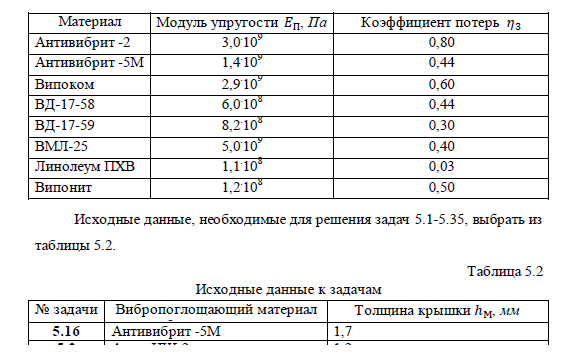 Материал Модуль упругости Eп, Па Коэффициент потерь η₃
Антивибрит -2 3,0·10⁹ 0,80
Антивибрит -5М 1,4·10⁹ 0,44
Випоком 2,9·10⁹ 0,60
ВД-17-58 6,0·10⁸ 0,44
ВД-17-59 8,2·10⁸ 0,30
ВМЛ-25 5,0·10⁹ 0,40
Линолеум ПХВ 1,1·10⁸ 0,03
Випонит 1,2·10⁸ 0,50
Исходные данные, необходимые для решения задач 5.1-5.35, выбрать из
таблицы 5.2.
Таблица 5.2
Исходные данные к задачам
№ задачи Вибропоглощающий материал Толщина крышки hм, мм
5.16 Антивибрит -5М 1,7